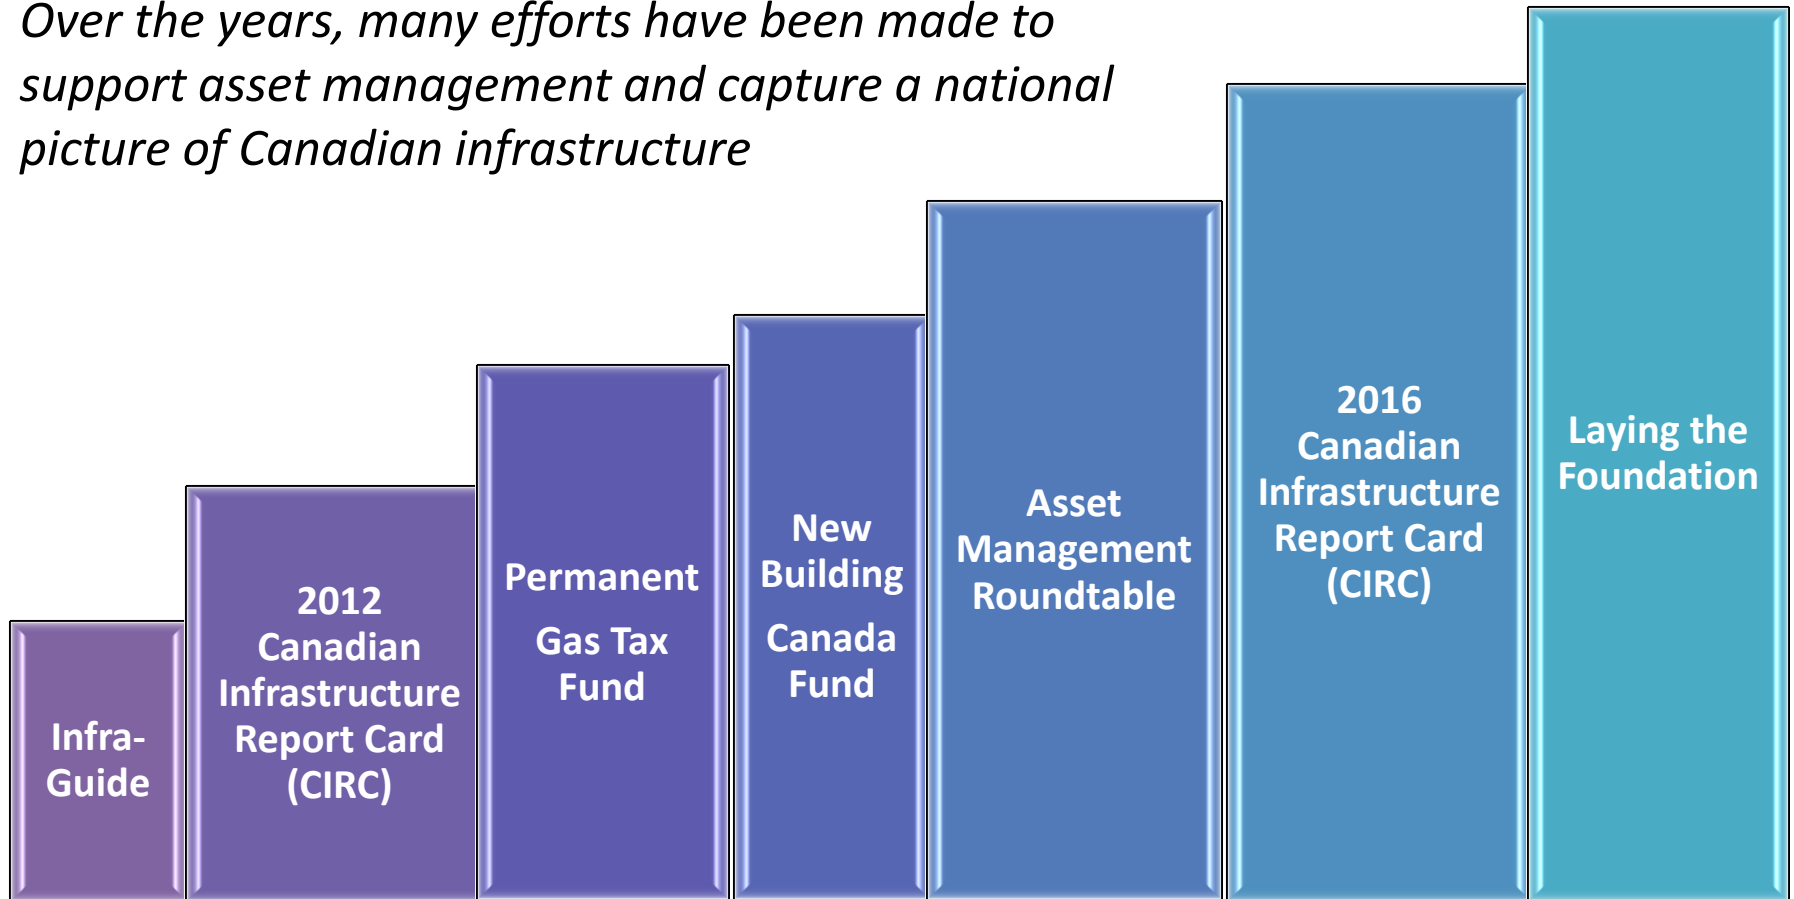 Over the years, many efforts have been made to
support asset management and capture a national
picture of Canadian infrastructure
Infra-
Guide
2012
Canadian
Infrastructure
Report Card
(CIRC)
Permanent
Gas Tax
Fund
New
Building
Canada
Fund
Asset
Management
Roundtable
2016
Canadian
Infrastructure
Report Card
(CIRC)
Laying the
Foundation